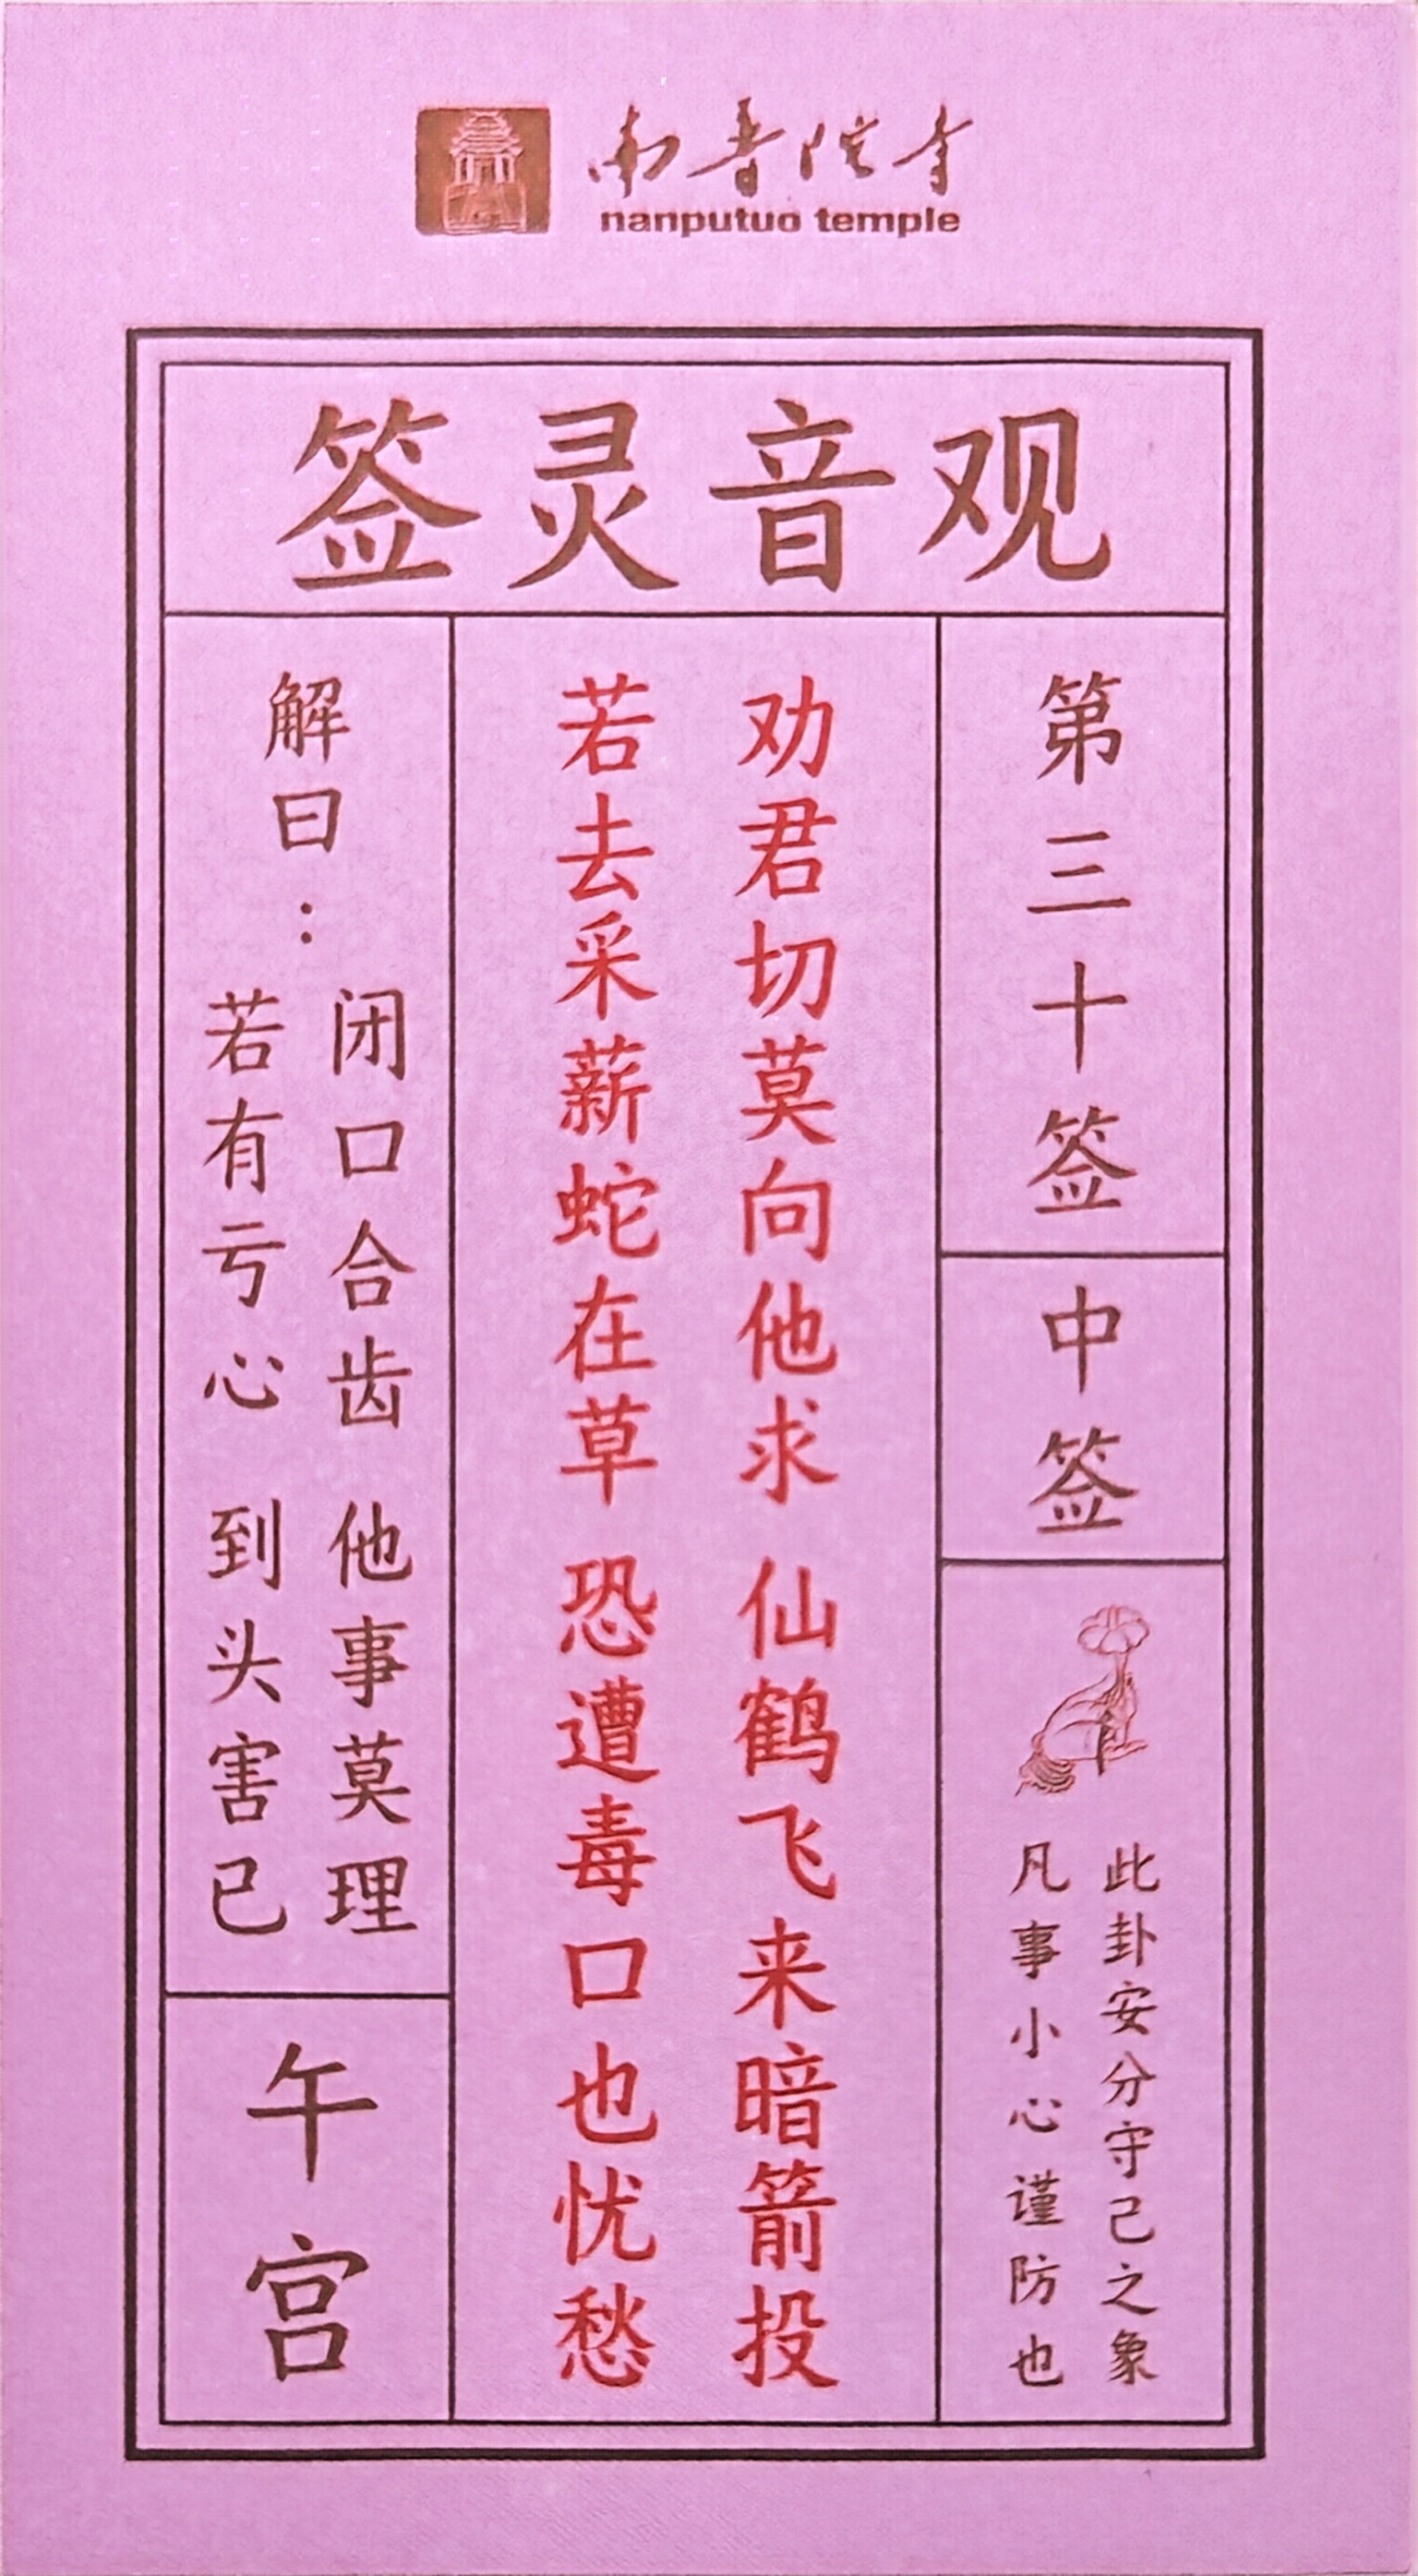 南普陀寺
nanputuo temple
观音灵签
第三十签
中签
此卦安分守己之象
凡事小心谨防也
劝君切莫向他求 仙鹤飞来暗箭投
若去采薪蛇在草 恐遭毒口也忧愁
解曰：
闭口合齿 他事莫理
若有亏心 到头害己
午宫